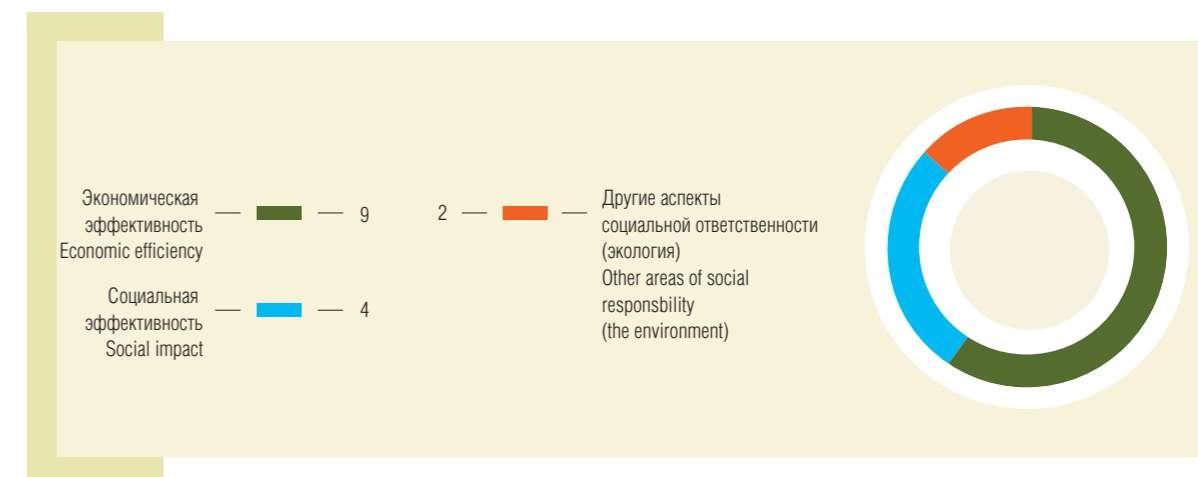 Экономическая
эффективность
Economic efficiency
9
Социальная
эффективность
Social impact
4
2
Другие аспекты
социальной ответственности
(экология)
Other areas of social
responsbility
(the environment)